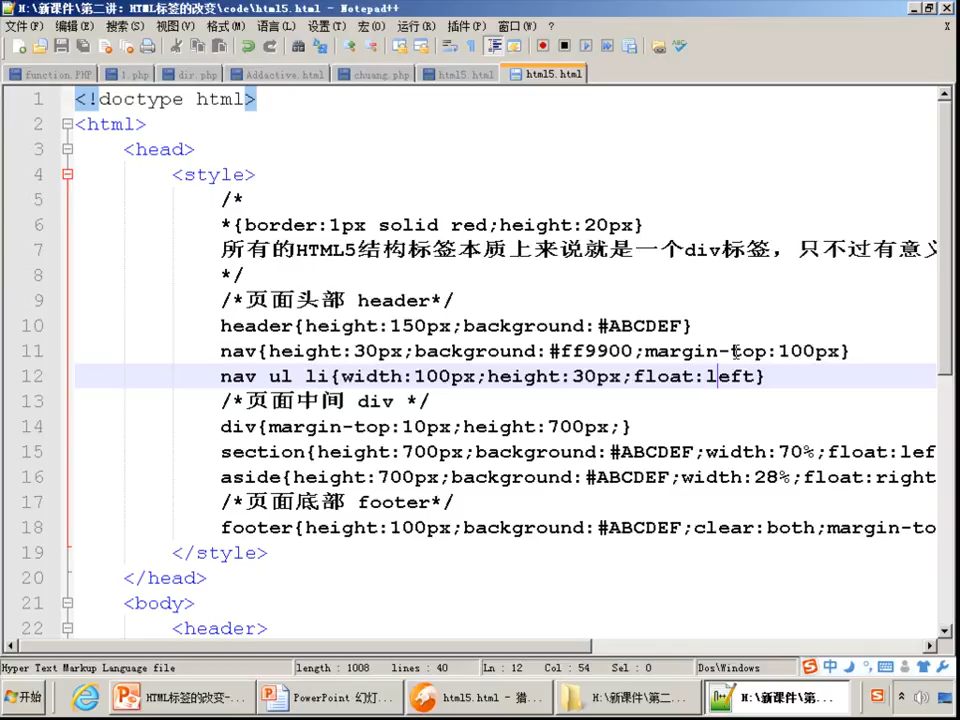 H:\新课件\第二讲：HTML标签的改变\code\html5.html - Notepad++
文件(F) 编辑(E) 搜索(S) 视图(V) 格式(M) 语言(L) 设置(T) 宏(O) 运行(R) 插件(P) 窗口(W) ?
X
function.PHP 1.php dir.php Addactive.html chuang.php html5.html html5.html
1 <!doctype html>
2 <html>
3 <head>
4 <style>
5 /*
6 *{border:1px solid red;height:20px}
7 所有的HTML5结构标签本质上来说就是一个div标签，只不过有意义
8 */
9 /*页面头部 header*/
10 header{height:150px;background:#ABCDEF}
11 nav{height:30px;background:#ff9900;margin-top:100px}
12 nav ul li{width:100px;height:30px;float:left}
13 /*页面中间 div */
14 div{margin-top:10px;height:700px;}
15 section{height:700px;background:#ABCDEF;width:70%;float:lef
16 aside{height:700px;background:#ABCDEF;width:28%;float:right
17 /*页面底部 footer*/
18 footer{height:100px;background:#ABCDEF;clear:both;margin-to
19 </style>
20 </head>
21 <body>
22 <header>
Hyper Text Markup Language file length : 1008 lines : 40 Ln : 12 Col : 54 Sel : 0 Dos\Windows 中
开始 HTML标签的改变-... PowerPoint 幻灯... html5.html - 猎... H:\新课件\第二... H:\新课件\第...